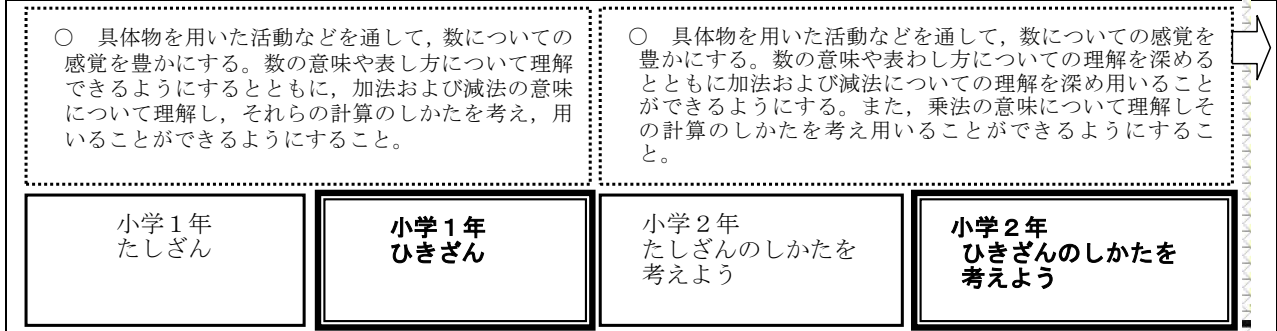 ○　具体物を用いた活動などを通して，数についての
感覚を豊かにする。数の意味や表し方について理解
できるようにするとともに，加法および減法の意味
について理解し，それらの計算のしかたを考え，用
いることができるようにすること。
○　具体物を用いた活動などを通して，数についての感覚を
豊かにする。数の意味や表わし方についての理解を深める
とともに加法および減法についての理解を深め用いること
ができるようにする。また，乗法の意味について理解しそ
の計算のしかたを考え用いることができるようにするこ
と。
小学１年
たしざん
小学１年
ひきざん
小学２年
たしざんのしかたを
考えよう
小学２年
ひきざんのしかたを
考えよう